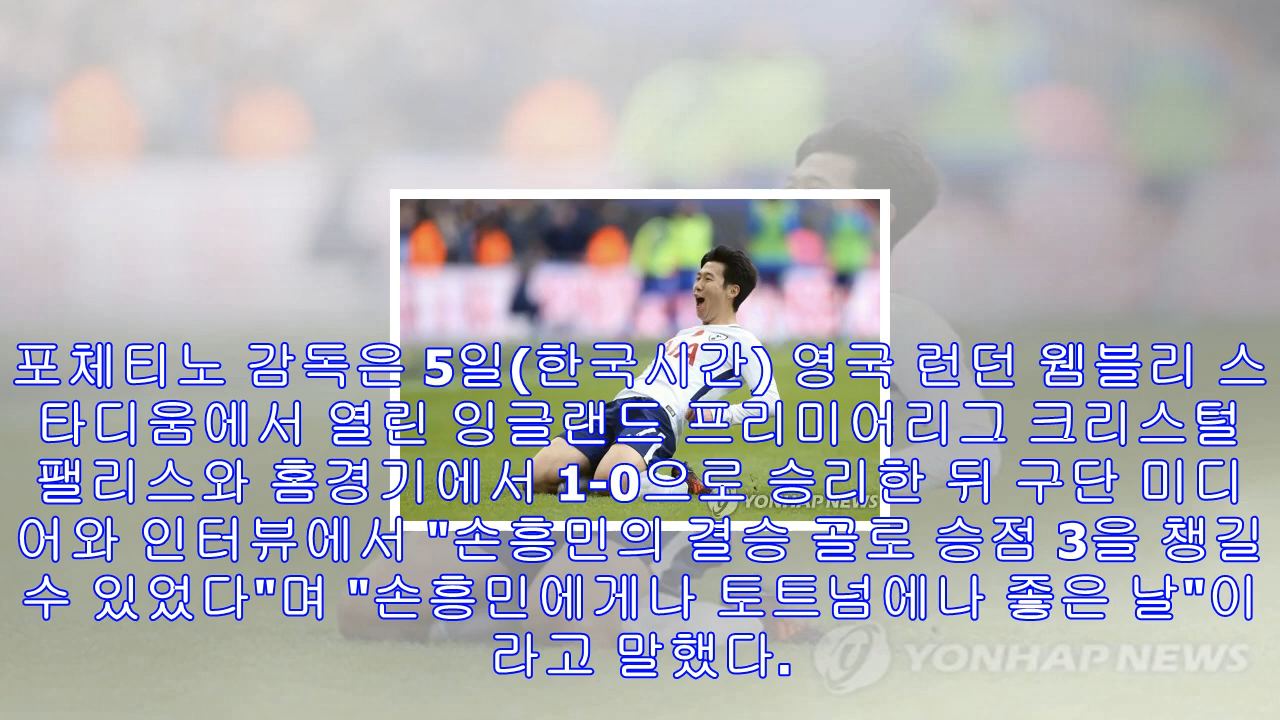 포체티노 감독은 5일(한국시간) 영국 런던 웸블리 스
타디움에서 열린 잉글랜드 프리미어리그 크리스털
팰리스와 홈경기에서 1-0으로 승리한 뒤 구단 미디
어와 인터뷰에서 "손흥민의 결승 골로 승점 3을 챙길
수 있었다"며 "손흥민에게나 토트넘에나 좋은 날"이
라고 말했다.
YONHAP NEWS
YONHAP NEWS